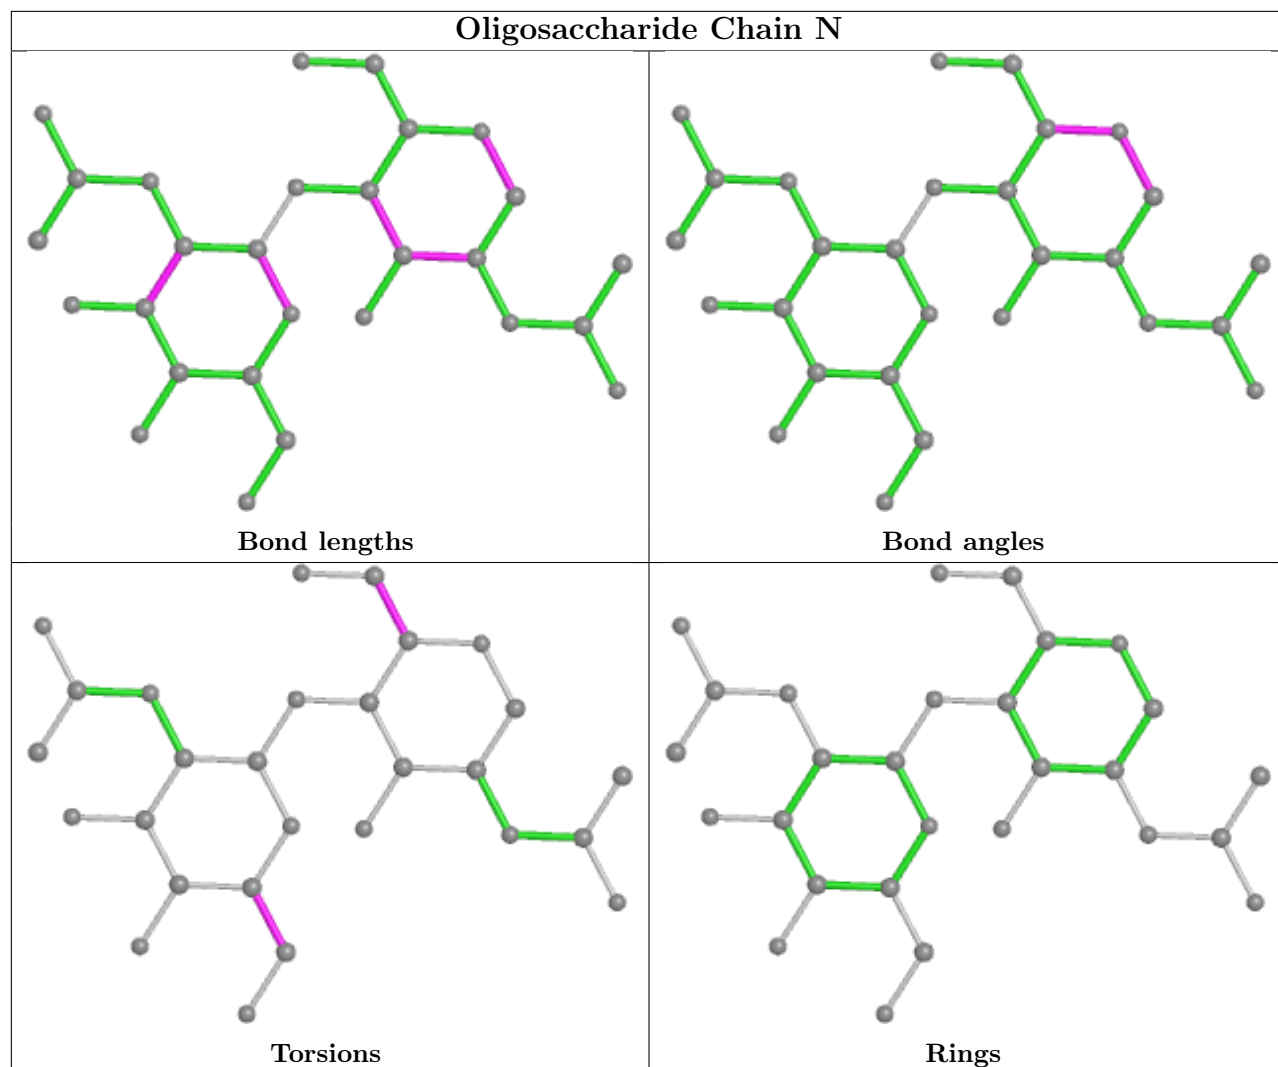 Oligosaccharide Chain N
Bond lengths
Bond angles
Torsions
Rings